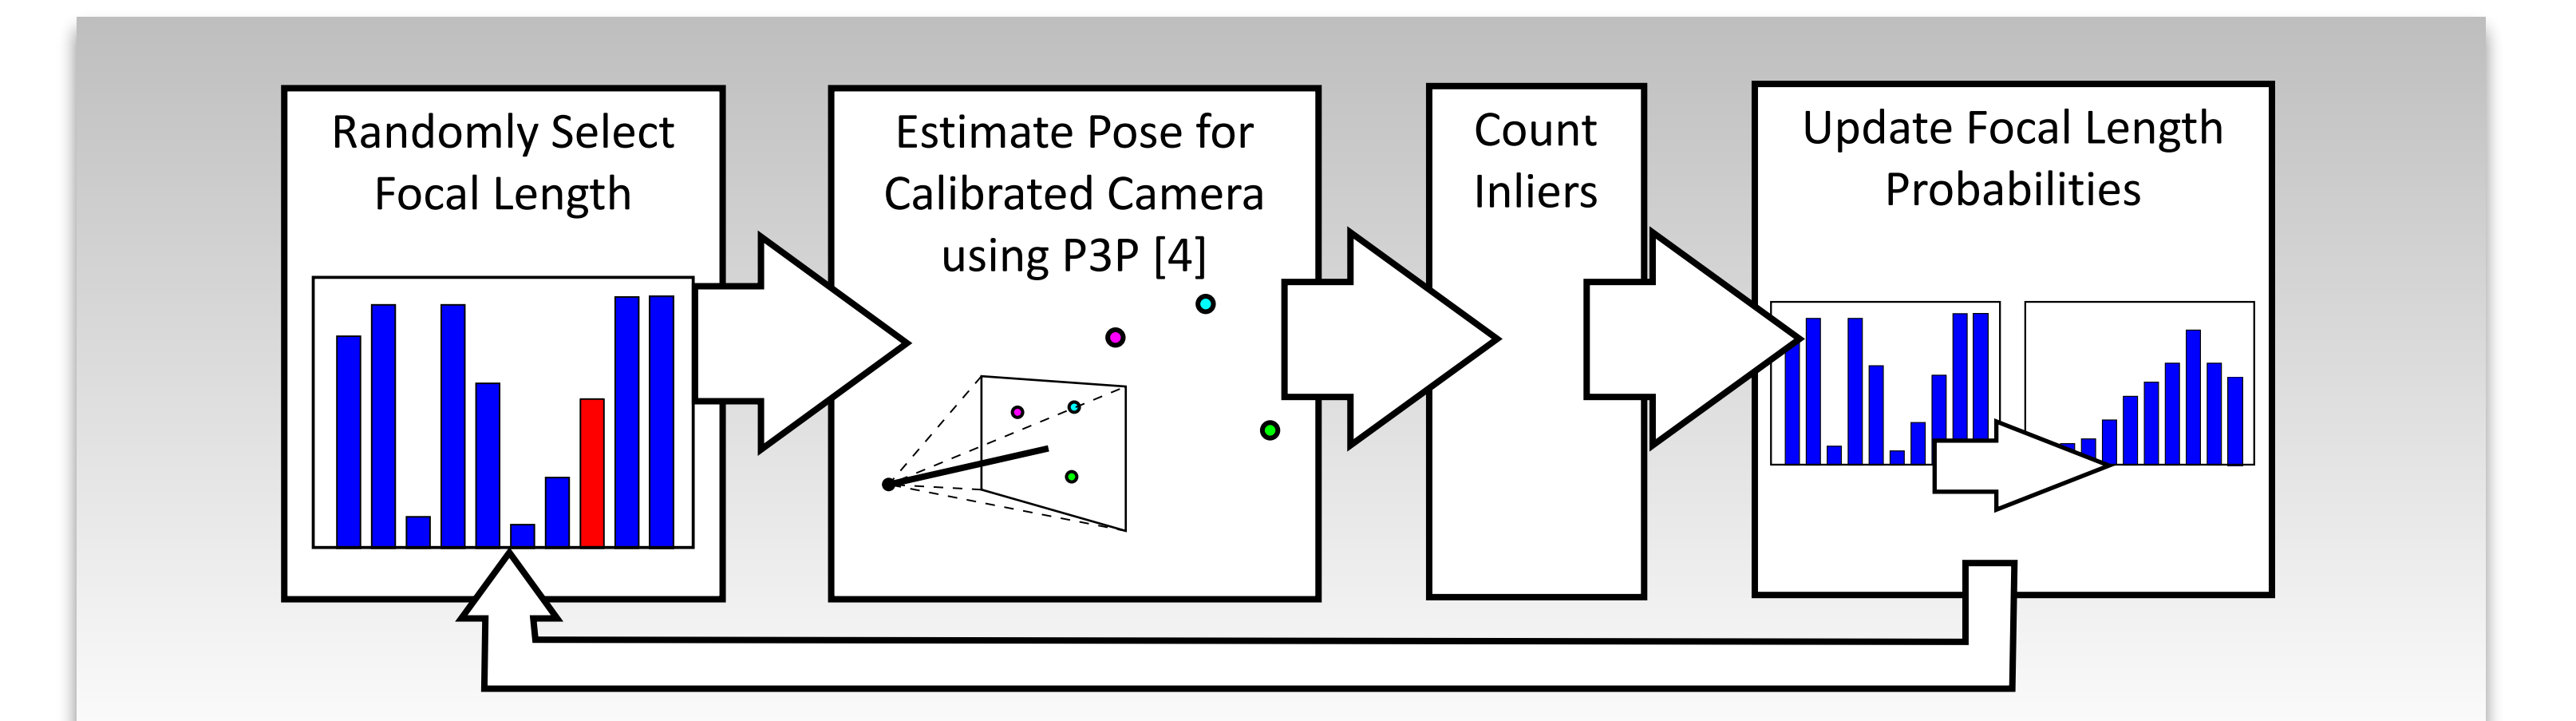 Randomly Select
Focal Length
Estimate Pose for
Calibrated Camera
using P3P [4]
Count
Inliers
Update Focal Length
Probabilities